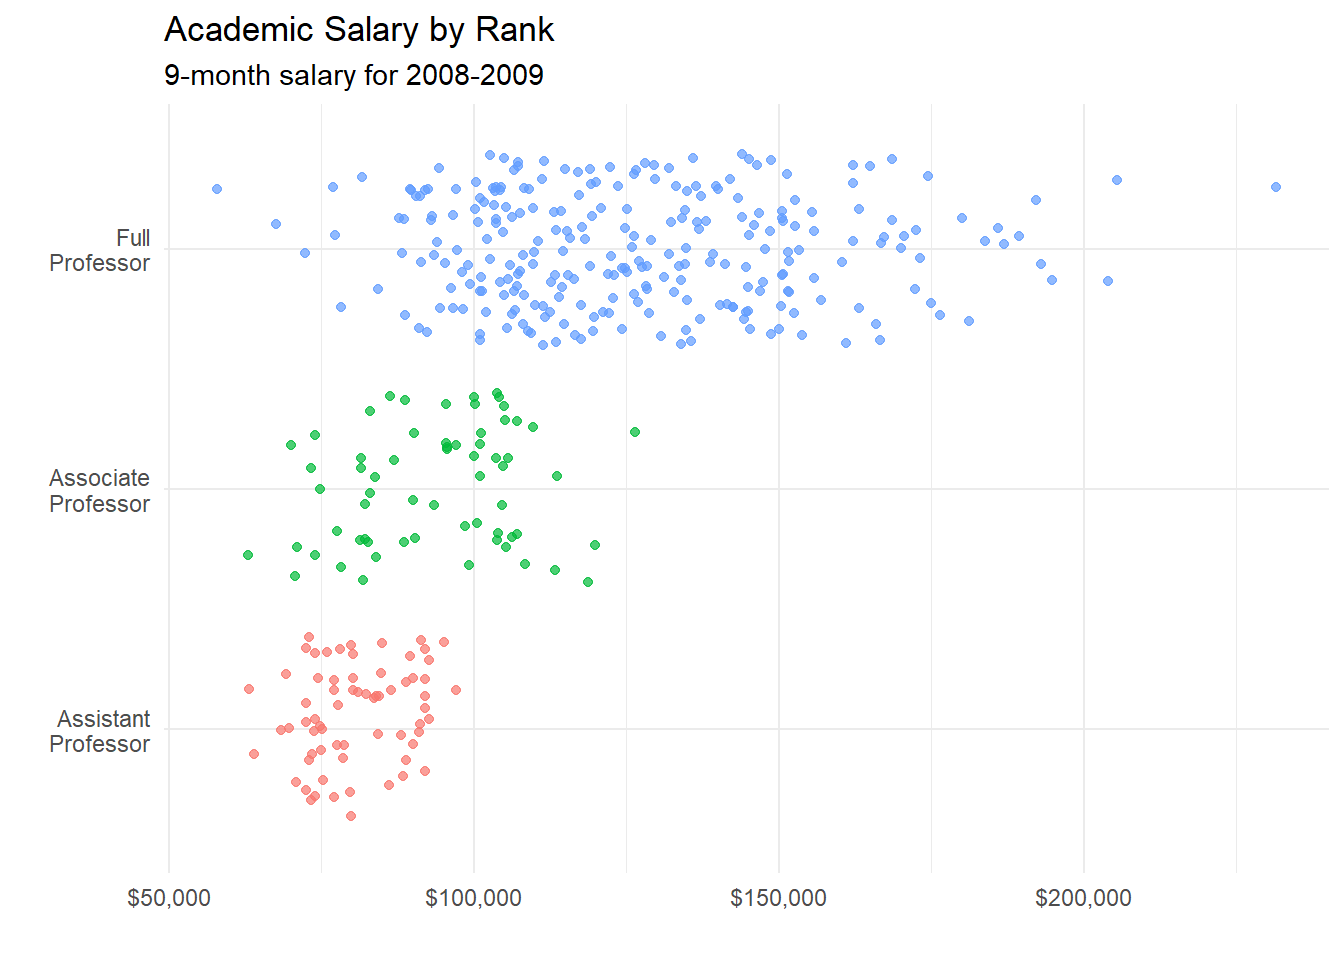 Academic Salary by Rank
9-month salary for 2008-2009
Full
Professor
Associate
Professor
Assistant
Professor
$50,000
$100,000
$150,000
$200,000